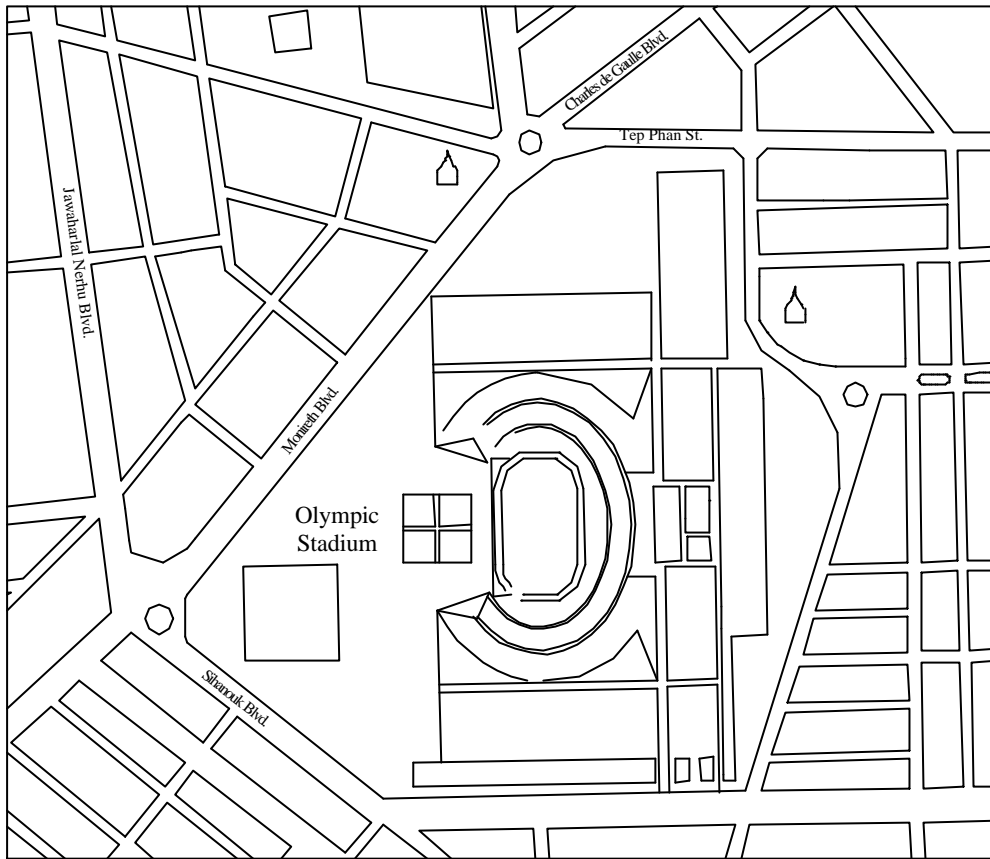 Charles de Gaulle Blvd.
Tep Phan St.
Jawaharlal Nerhu Blvd.
Monireth Blvd.
Olympic
Stadium
Sihanouk Blvd.